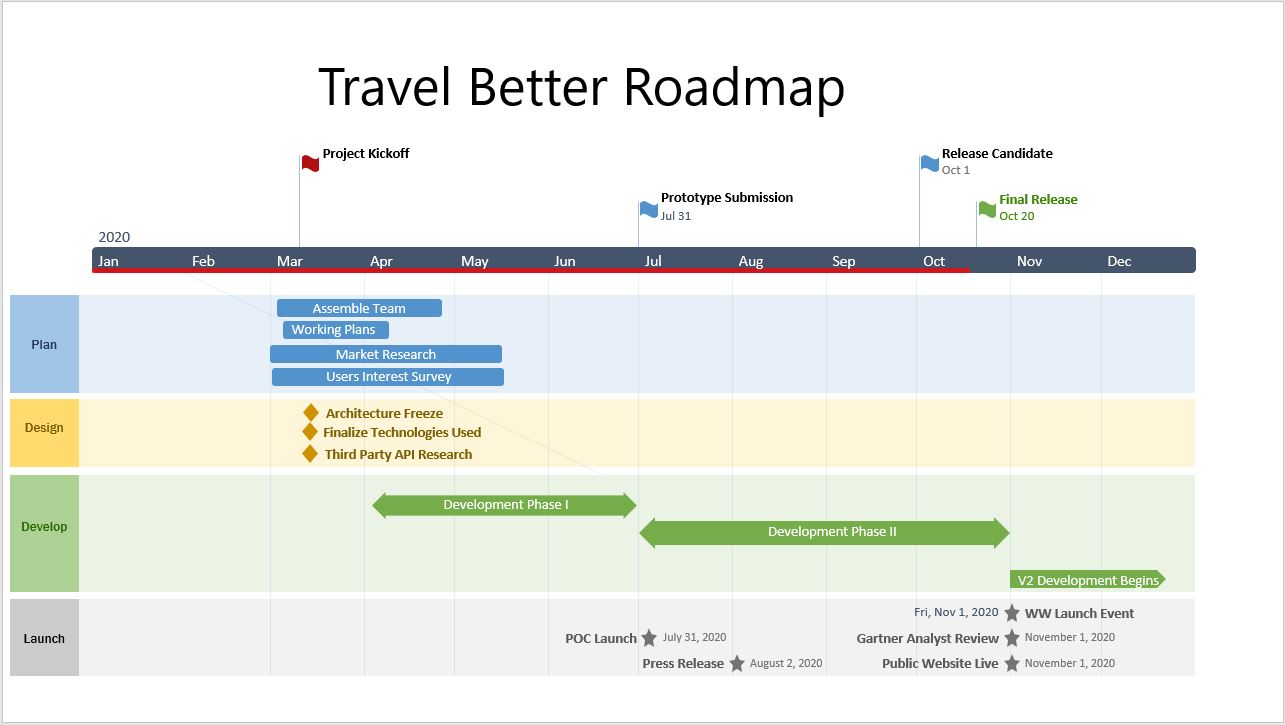 Travel Better Roadmap
Project Kickoff
Release Candidate
Oct 1
Prototype Submission
Jul 31
Final Release
Oct 20
2020
Jan Feb Mar Apr May Jun Jul Aug Sep Oct Nov Dec
Plan
Assemble Team
Working Plans
Market Research
Users Interest Survey
Design
Architecture Freeze
Finalize Technologies Used
Third Party API Research
Develop
Development Phase I
Development Phase II
V2 Development Begins
Launch
Fri, Nov 1, 2020 WW Launch Event
POC Launch July 31, 2020
Gartner Analyst Review November 1, 2020
Press Release August 2, 2020
Public Website Live November 1, 2020